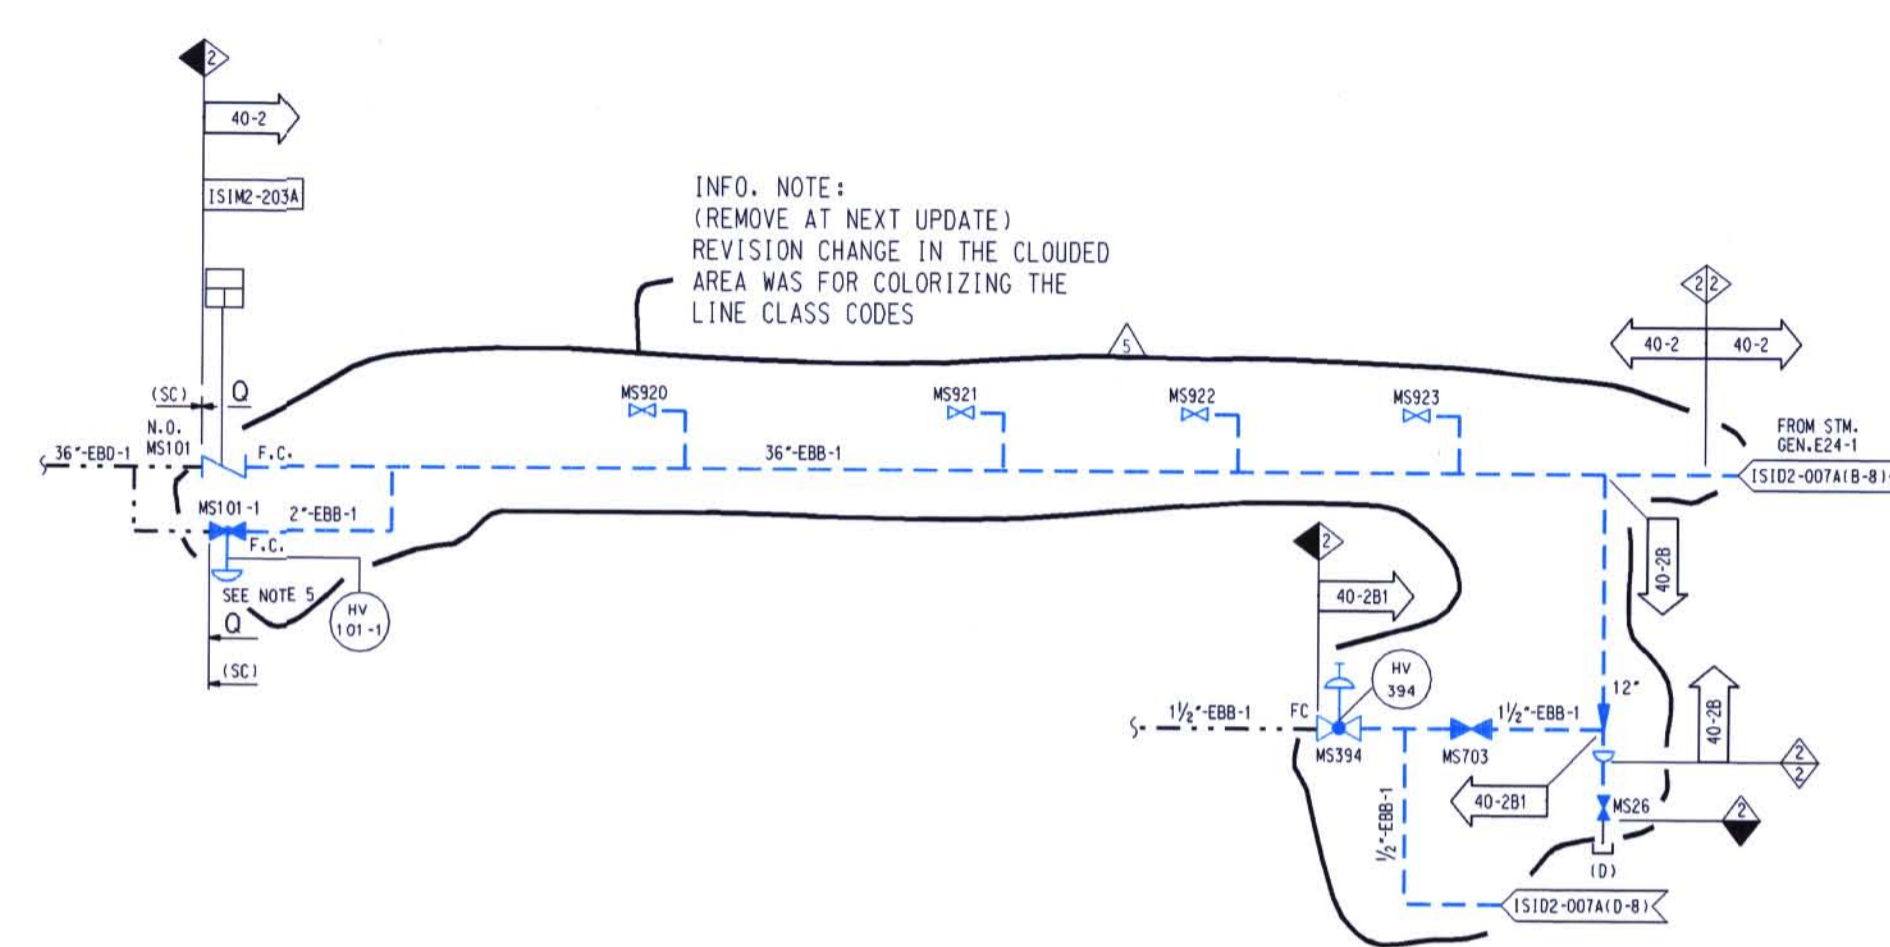 2
40-2
ISIM2-203A
INFO. NOTE:
(REMOVE AT NEXT UPDATE)
REVISION CHANGE IN THE CLOUDED
AREA WAS FOR COLORIZING THE
LINE CLASS CODES
5
2 2
40-2 40-2
(SC) Q
N.O.
MS101
36"-EBD-1
F.C.
MS920
MS921
MS922
MS923
36"-EBB-1
FROM STM.
GEN.E24-1
ISID2-007A(B-8)
MS101-1
2"-EBB-1
F.C.
SEE NOTE 5
HV
101-1
Q
(SC)
2
40-2B1
40-2B
HV
394
12"
40-2B
1½"-EBB-1
FC
MS394
MS703
1½"-EBB-1
2
2
40-2B1
MS26
2
½"-EBB-1
(D)
ISID2-007A(D-8)